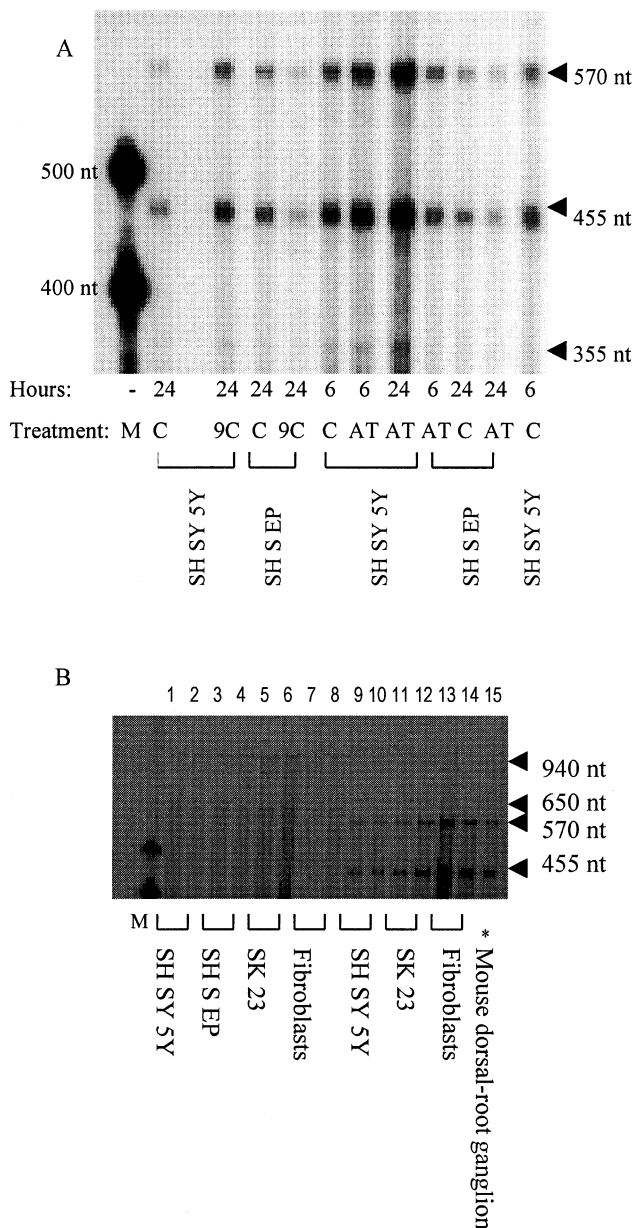 A
570 nt
500 nt
455 nt
400 nt
355 nt
Hours: - 24 24 24 24 6 6 24 6 24 24 6
Treatment: M C 9C C 9C C AT AT AT C AT C
SH SY 5Y
SH S EP
SH SY 5Y
SH S EP
SH SY 5Y
B
1 2 3 4 5 6 7 8 9 10 11 12 13 14 15
940 nt
650 nt
570 nt
455 nt
M
SH SY 5Y
SH S EP
SK 23
Fibroblasts
SH SY 5Y
SK 23
Fibroblasts
* Mouse dorsal-root ganglion